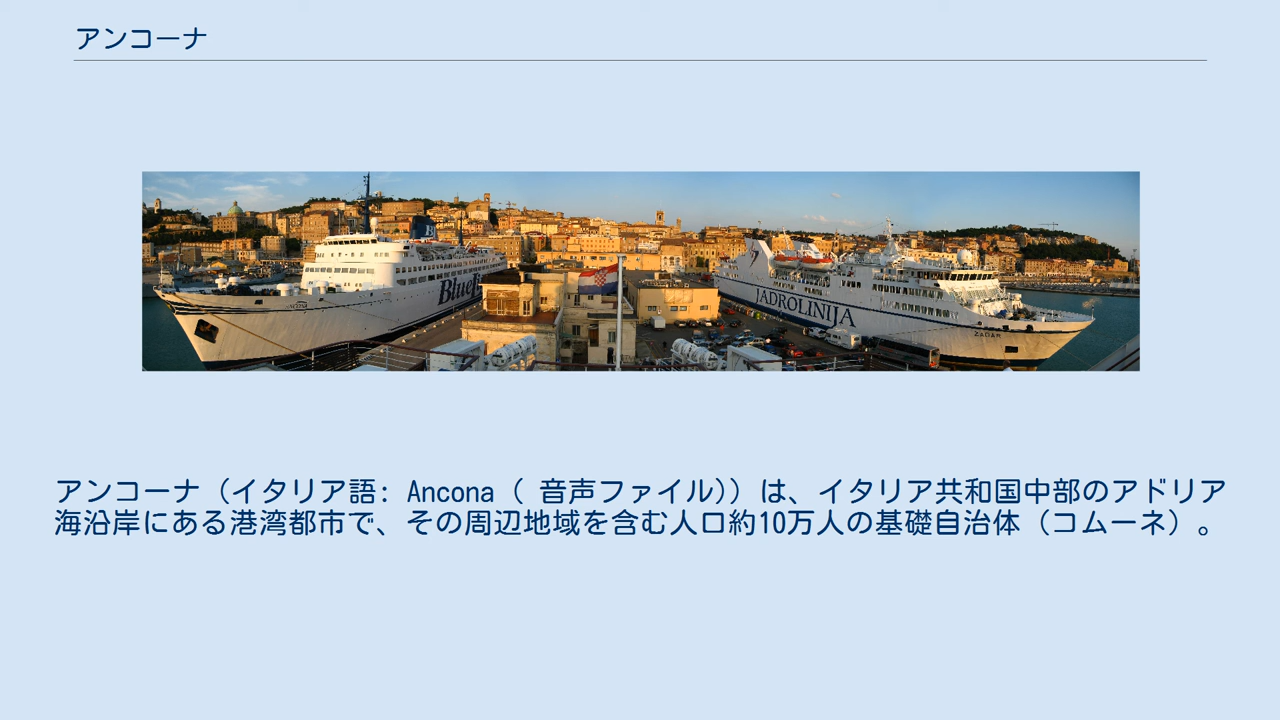 アンコーナ
Blue
JADROLINIJA
ZADAR
アンコーナ（イタリア語: Ancona ( 音声ファイル)）は、イタリア共和国中部のアドリア
海沿岸にある港湾都市で、その周辺地域を含む人口約10万人の基礎自治体（コムーネ）。